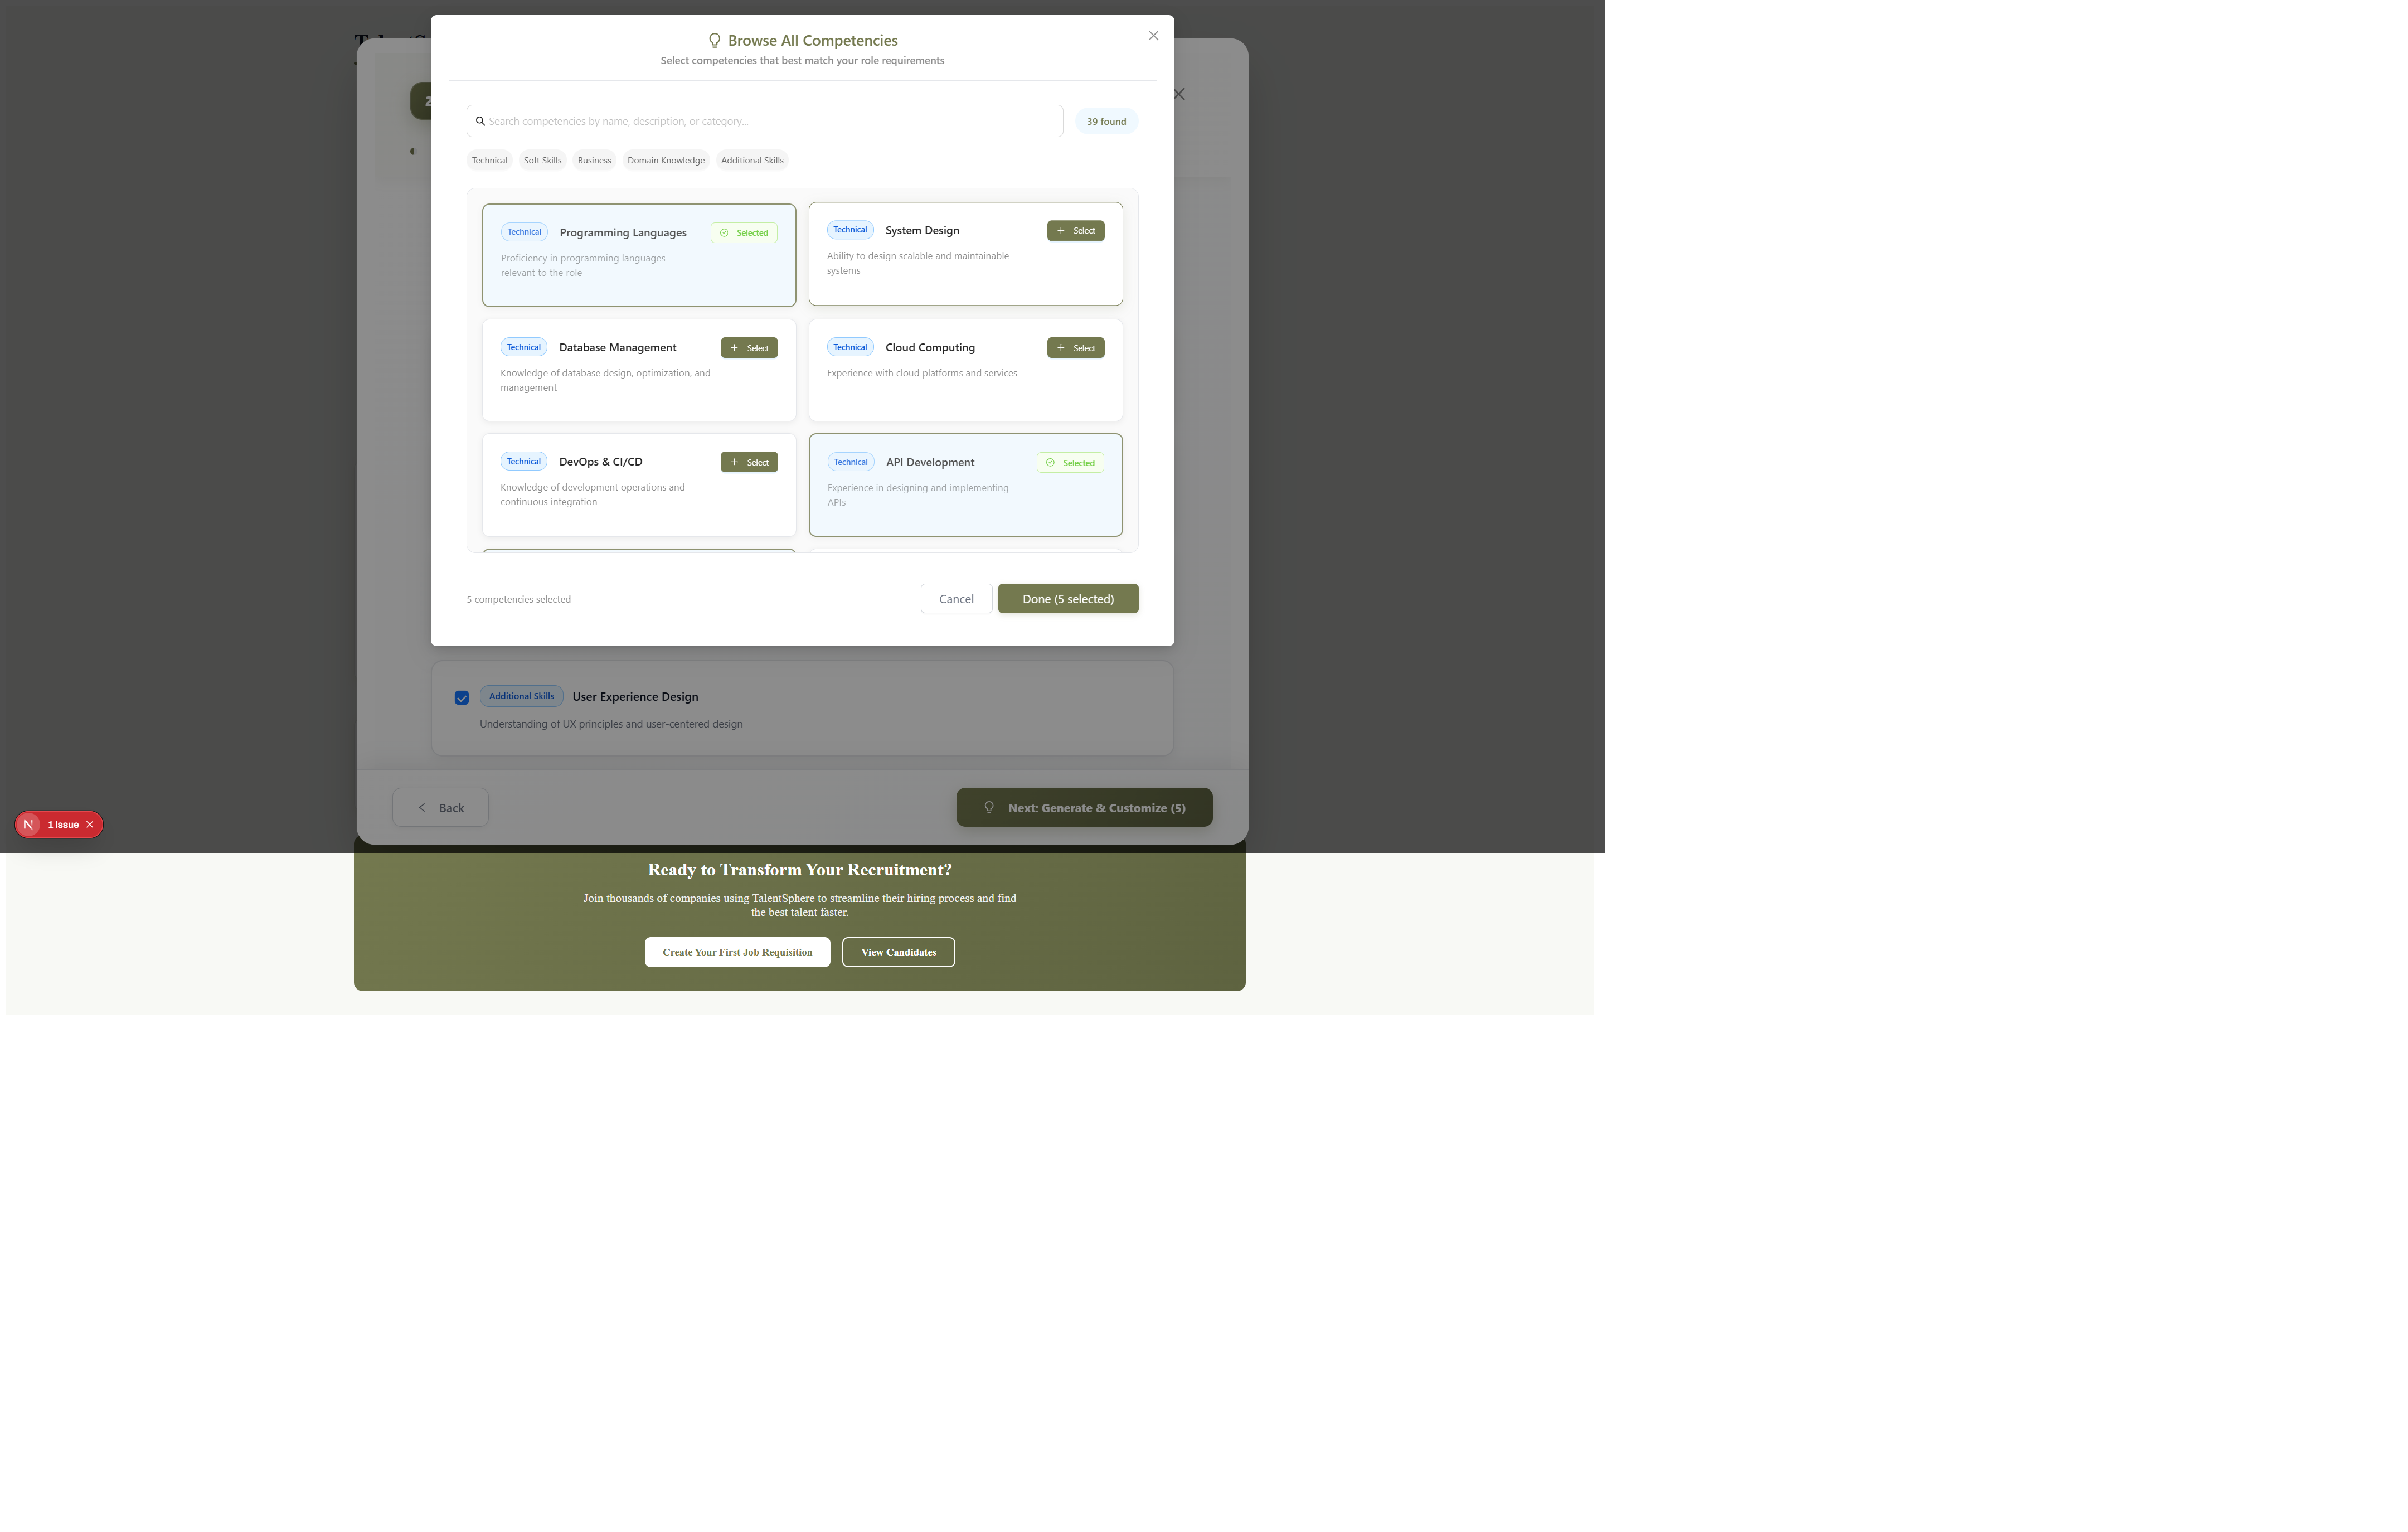 Browse All Competencies
Select competencies that best match your role requirements
Search competencies by name, description, or category...
39 found
Technical
Soft Skills
Business
Domain Knowledge
Additional Skills
Technical
Programming Languages
Selected
Proficiency in programming languages
relevant to the role
Technical
System Design
Select
Ability to design scalable and maintainable
systems
Technical
Database Management
Select
Knowledge of database design, optimization, and
management
Technical
Cloud Computing
Select
Experience with cloud platforms and services
Technical
DevOps & CI/CD
Select
Knowledge of development operations and
continuous integration
Technical
API Development
Selected
Experience in designing and implementing
APIs
5 competencies selected
Cancel
Done (5 selected)
Additional Skills
User Experience Design
Understanding of UX principles and user-centered design
Back
Next: Generate & Customize (5)
N
1 Issue
Ready to Transform Your Recruitment?
Join thousands of companies using TalentSphere to streamline their hiring process and find
the best talent faster.
Create Your First Job Requisition
View Candidates